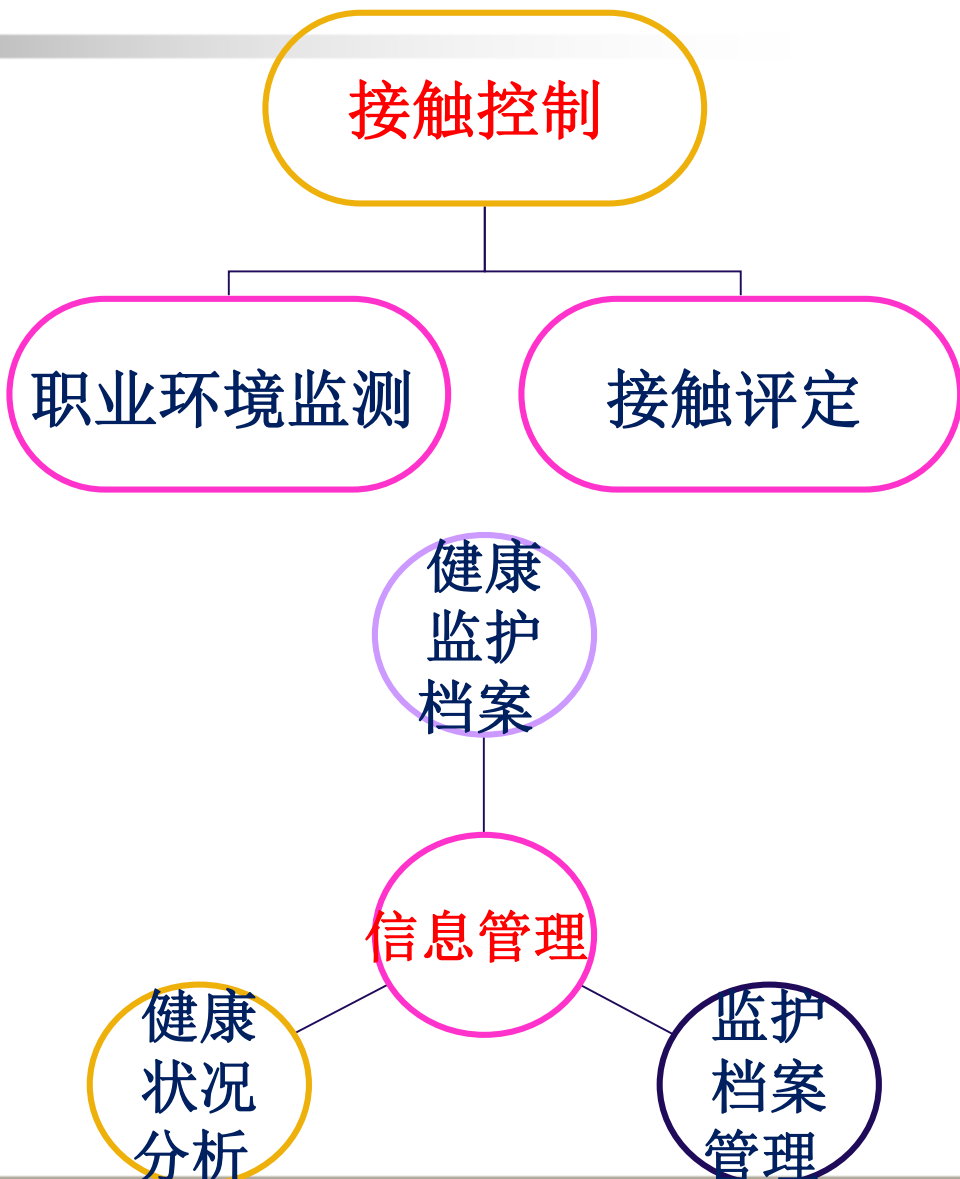 接触控制
职业环境监测
接触评定
健康
监护
档案
信息管理
健康
状况
分析
监护
档案
管理